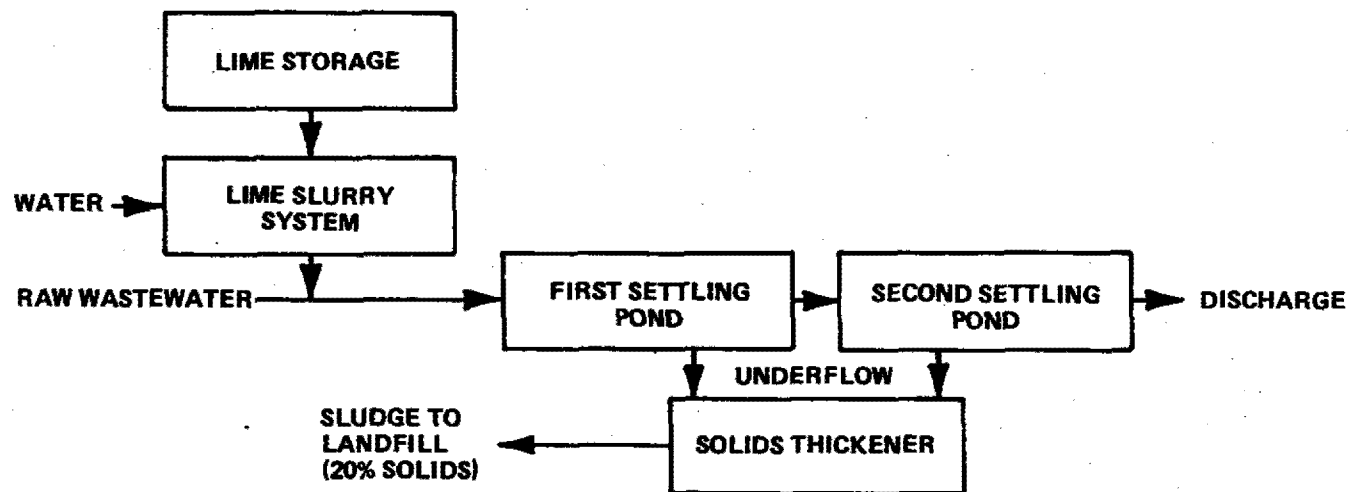 LIME STORAGE
WATER
LIME SLURRY
SYSTEM
RAW WASTEWATER
FIRST SETTLING
POND
SECOND SETTLING
POND
DISCHARGE
UNDERFLOW
SLUDGE TO
LANDFILL
(20% SOLIDS)
SOLIDS THICKENER